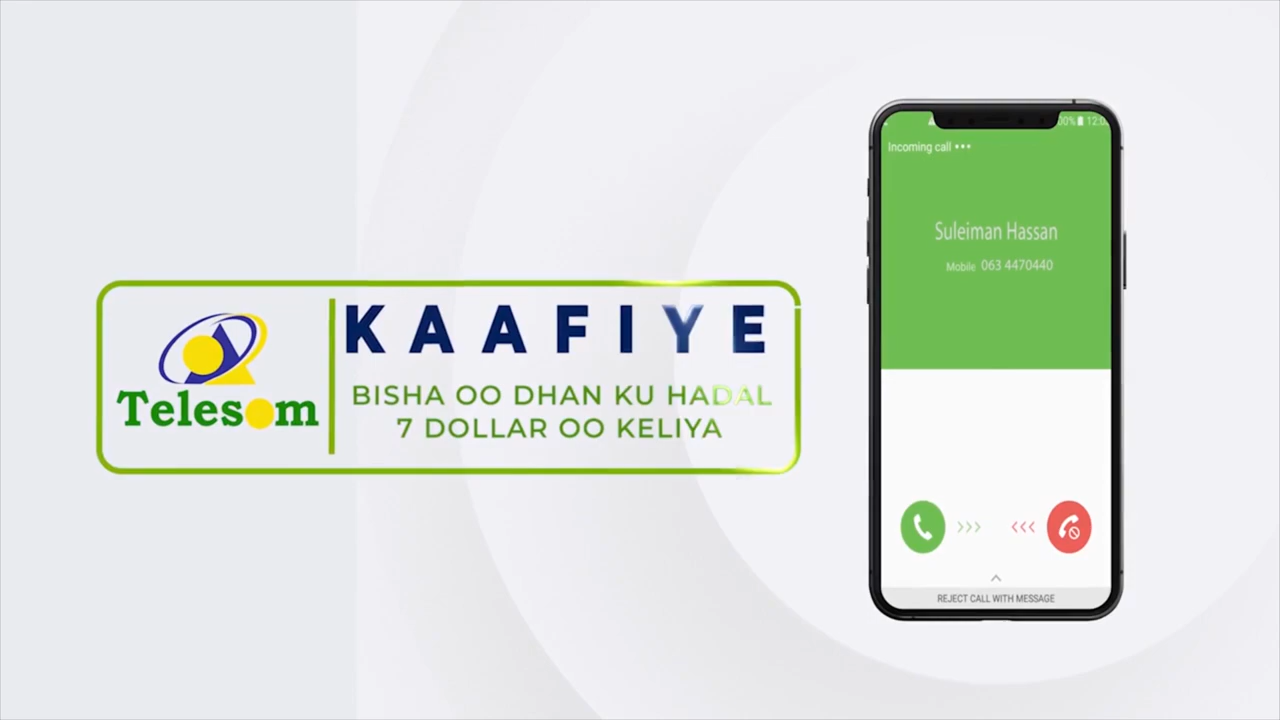 Telesom
KAAFIYE
BISHA OO DHAN KU HADAL
7 DOLLAR OO KELIYA
Incoming call •••
Suleiman Hassan
Mobile 063 4470440
REJECT CALL WITH MESSAGE